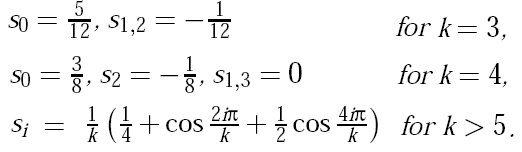 s₀ = 5/12, s₁,₂ = −1/12 for k = 3,
s₀ = 3/8, s₂ = −1/8, s₁,₃ = 0 for k = 4,
sᵢ = 1/k (1/4 + cos 2iπ/k + 1/2 cos 4iπ/k) for k > 5.